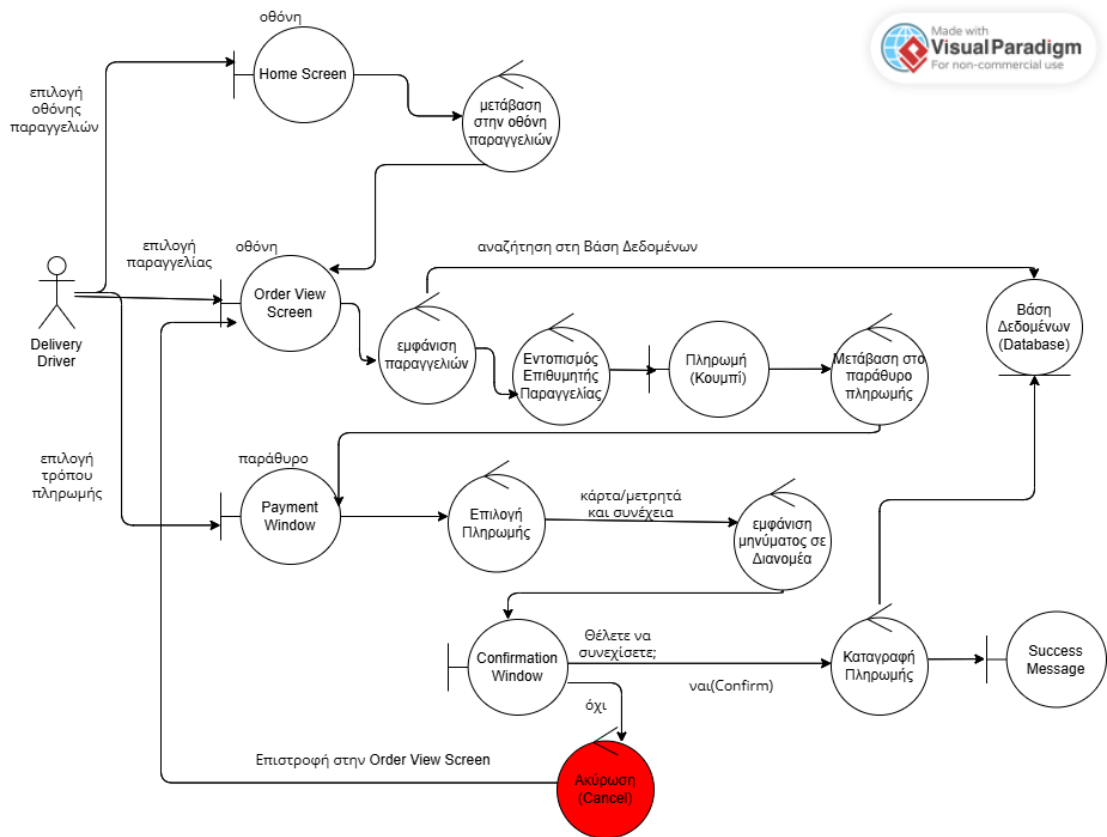 Made with
Visual Paradigm
For non-commercial use
οθόνη
Home Screen
επιλογή
οθόνης
παραγγελιών
μετάβαση
στην οθόνη
παραγγελιών
επιλογή
παραγγελίας
οθόνη
αναζήτηση στη Βάση Δεδομένων
Order View
Screen
Delivery
Driver
εμφάνιση
παραγγελιών
Εντοπισμός
Επιθυμητής
Παραγγελίας
Πληρωμή
(Κουμπί)
Μετάβαση στο
παράθυρο
πληρωμής
Βάση
Δεδομένων
(Database)
επιλογή
τρόπου
πληρωμής
παράθυρο
Payment
Window
Επιλογή
Πληρωμής
κάρτα/μετρητά
και συνέχεια
εμφάνιση
μηνύματος σε
Διανομέα
Confirmation
Window
Θέλετε να
συνεχίσετε;
ναι(Confirm)
Καταγραφή
Πληρωμής
Success
Message
όχι
Επιστροφή στην Order View Screen
Ακύρωση
(Cancel)